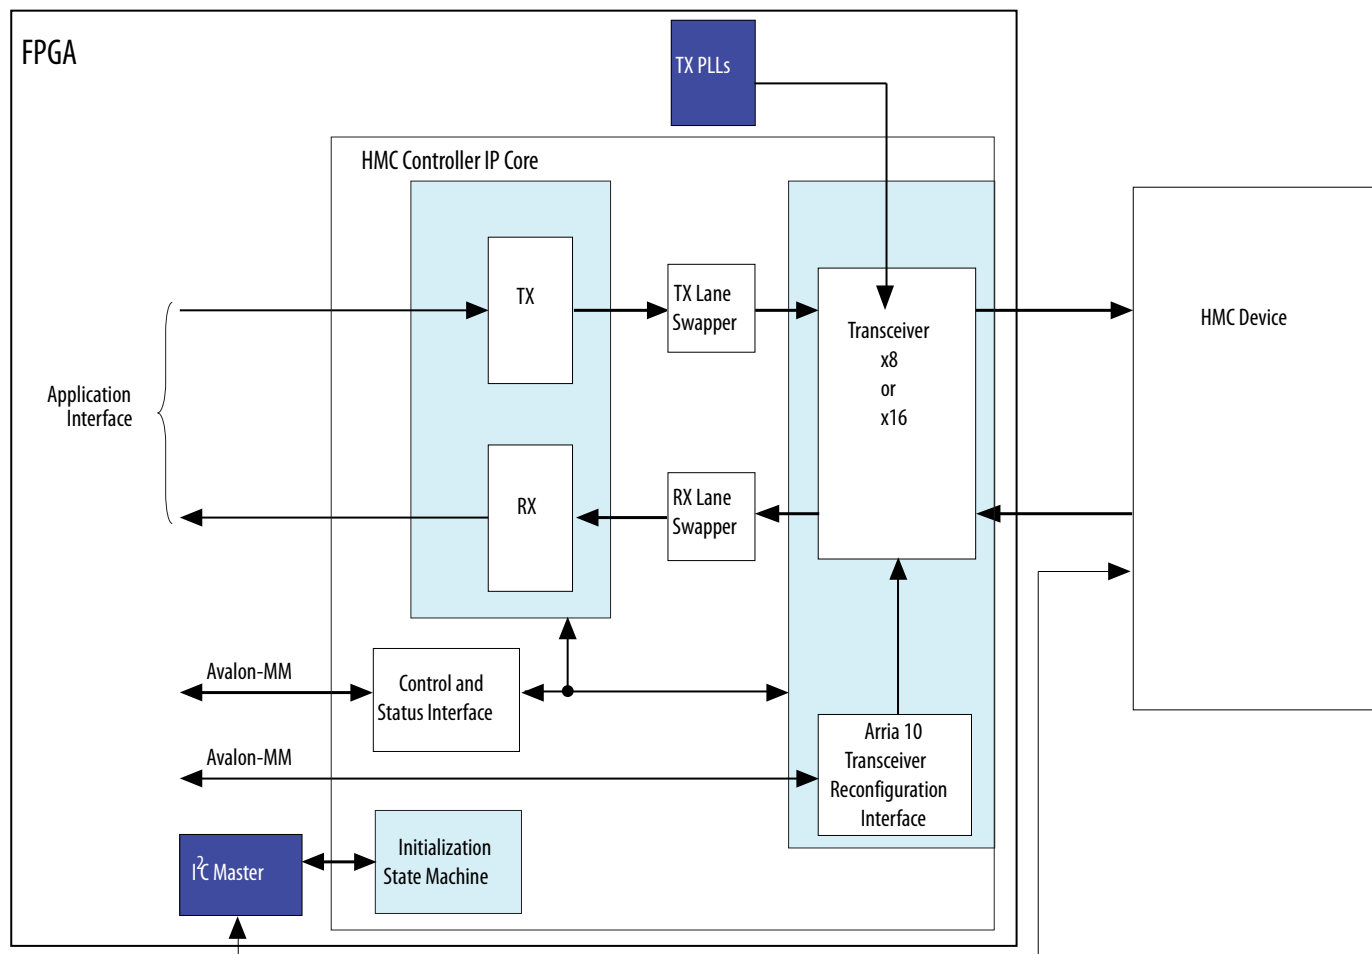 FPGA
TX PLLs
HMC Controller IP Core
TX
TX Lane
Swapper
Transceiver
x8
or
x16
HMC Device
Application
Interface
RX
RX Lane
Swapper
Avalon-MM
Control and
Status Interface
Avalon-MM
Arria 10
Transceiver
Reconfiguration
Interface
I²C Master
Initialization
State Machine